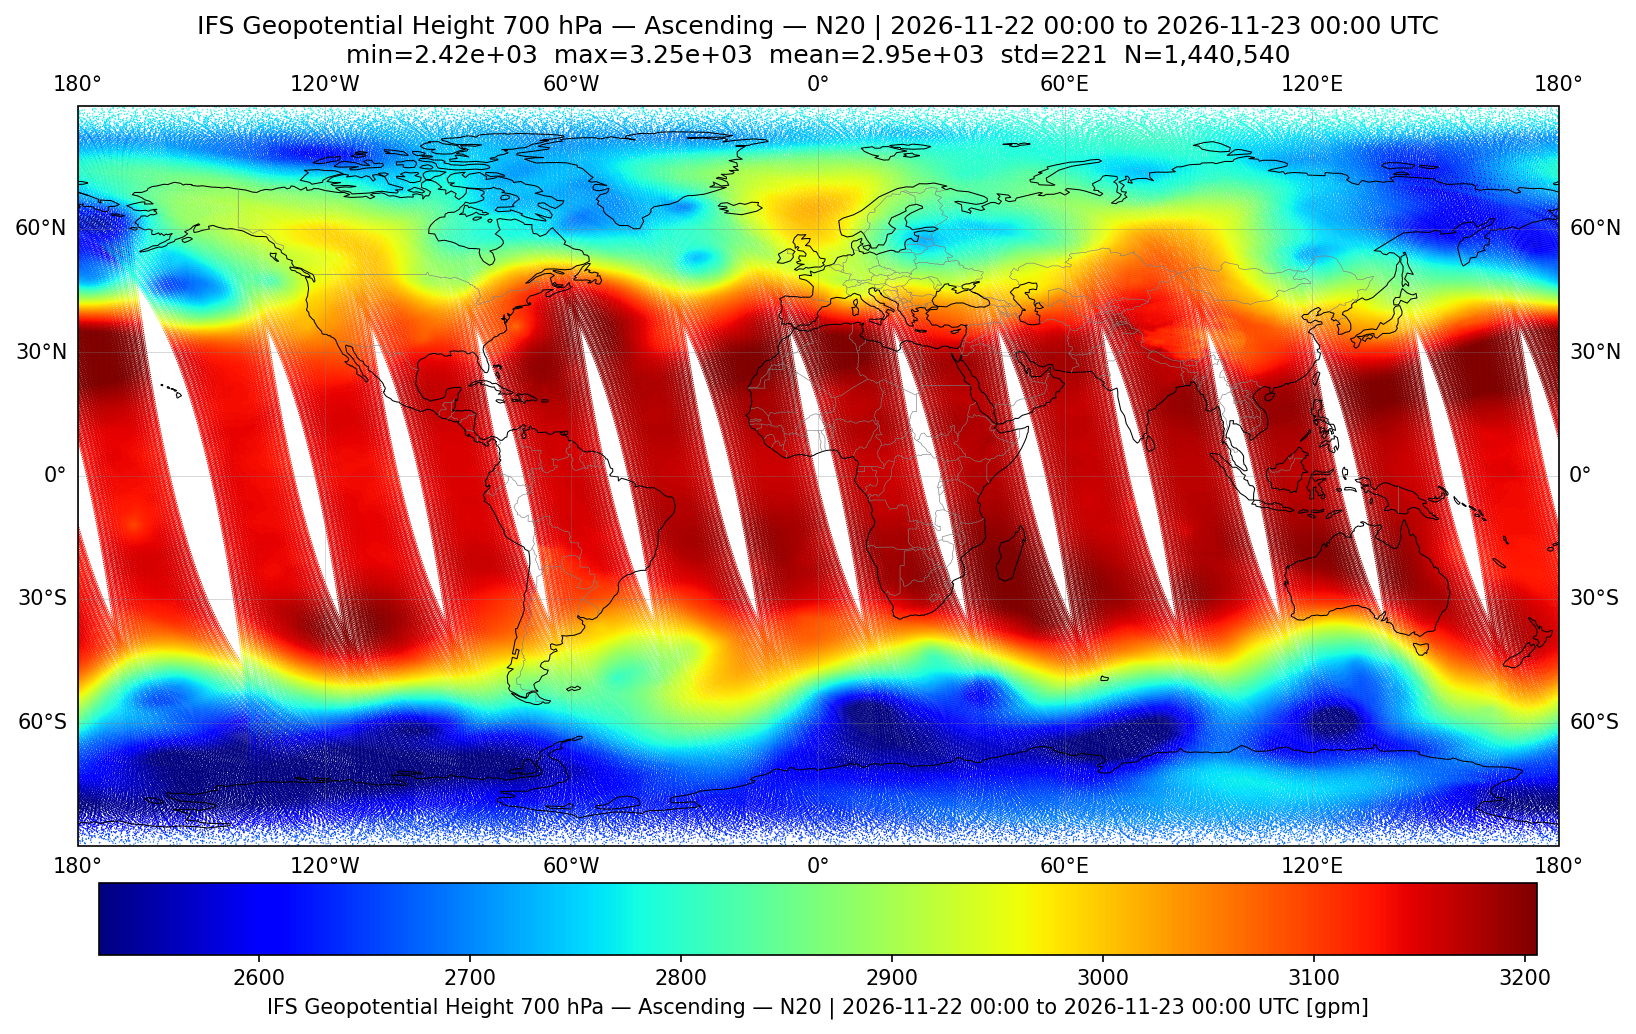 IFS Geopotential Height 700 hPa — Ascending — N20 | 2026-11-22 00:00 to 2026-11-23 00:00 UTC
min=2.42e+03 max=3.25e+03 mean=2.95e+03 std=221 N=1,440,540
180° 120°W 60°W 0° 60°E 120°E 180°
60°N 60°N
30°N 30°N
0° 0°
30°S 30°S
60°S 60°S
180° 120°W 60°W 0° 60°E 120°E 180°
2600 2700 2800 2900 3000 3100 3200
IFS Geopotential Height 700 hPa — Ascending — N20 | 2026-11-22 00:00 to 2026-11-23 00:00 UTC [gpm]